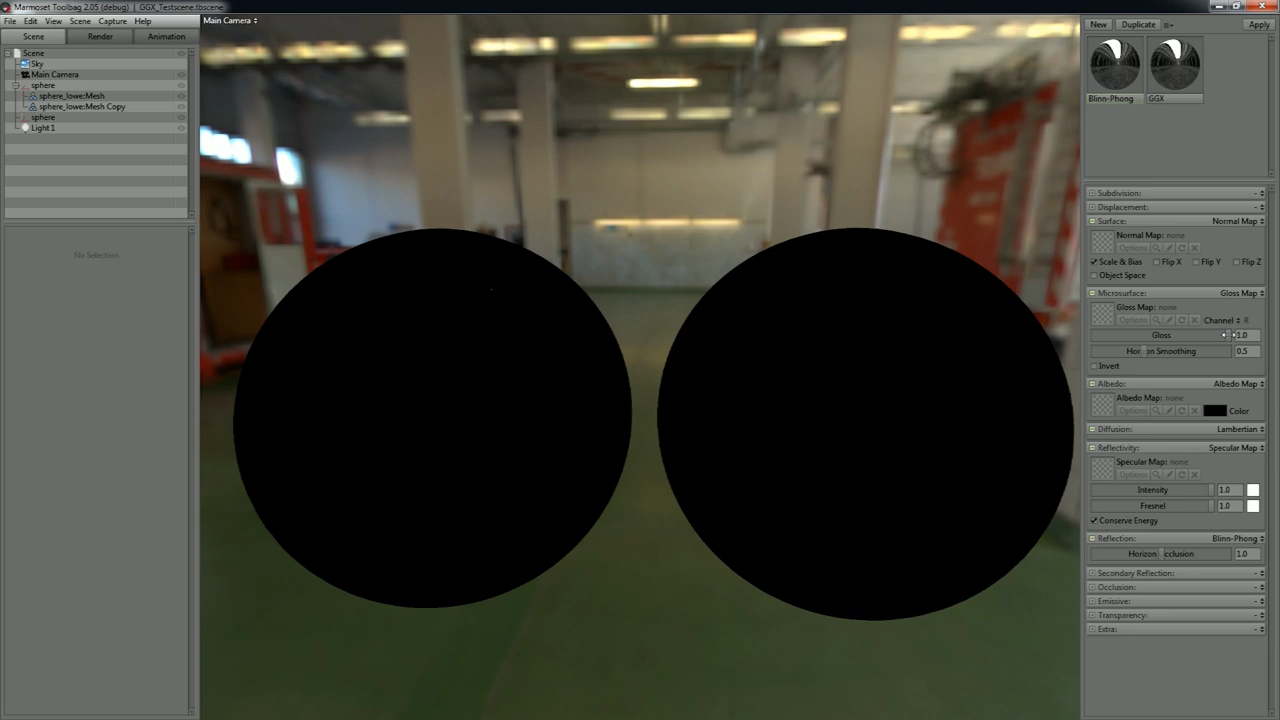 Marmoset Toolbag 2.05 (debug) | GGX_Testscene.tbscene
File Edit View Scene Capture Help
Scene Render Animation
Scene
Sky
Main Camera
sphere
sphere_lowe:Mesh
sphere_lowe:Mesh Copy
sphere
Light 1
No Selection
Main Camera
New Duplicate Apply
Blinn-Phong GGX
Subdivision: -
Displacement: -
Surface: Normal Map
Normal Map: none
Options
Scale & Bias Flip X Flip Y Flip Z
Object Space
Microsurface: Gloss Map
Gloss Map: none
Options Channel R
Gloss 1.0
Smoothing 0.5
Invert
Albedo: Albedo Map
Albedo Map: none
Options Color
Diffusion: Lambertian
Reflectivity: Specular Map
Specular Map: none
Options
Intensity 1.0
Fresnel 1.0
Conserve Energy
Reflection: Blinn-Phong
Horizon 1.0
Secondary Reflection: -
Occlusion: -
Emissive: -
Transparency: -
Extra: -